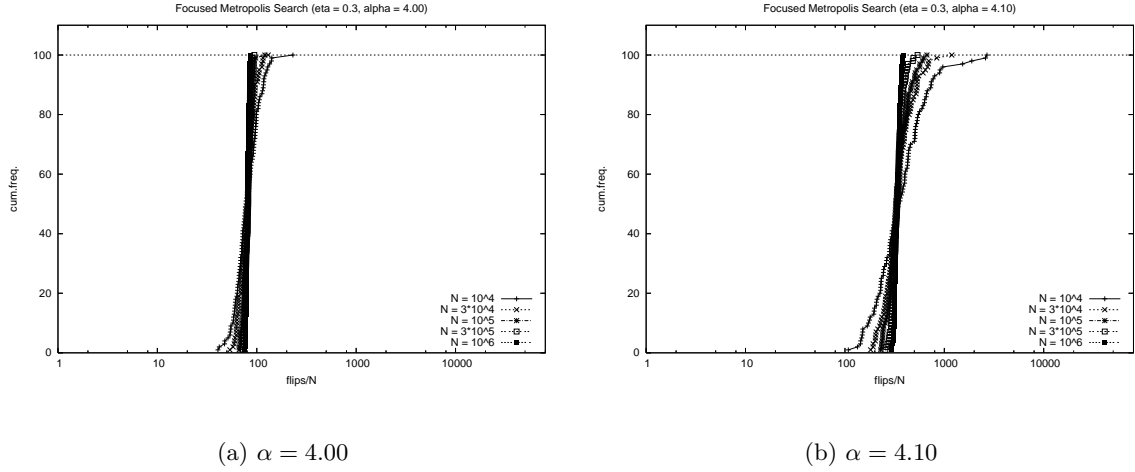 Focused Metropolis Search (eta = 0.3, alpha = 4.00)
100
80
60
40
20
0
cum.freq.
N = 10^4
N = 3*10^4
N = 10^5
N = 3*10^5
N = 10^6
1 10 100 1000 10000
flips/N
(a) α = 4.00
Focused Metropolis Search (eta = 0.3, alpha = 4.10)
100
80
60
40
20
0
cum.freq.
N = 10^4
N = 3*10^4
N = 10^5
N = 3*10^5
N = 10^6
1 10 100 1000 10000
flips/N
(b) α = 4.10